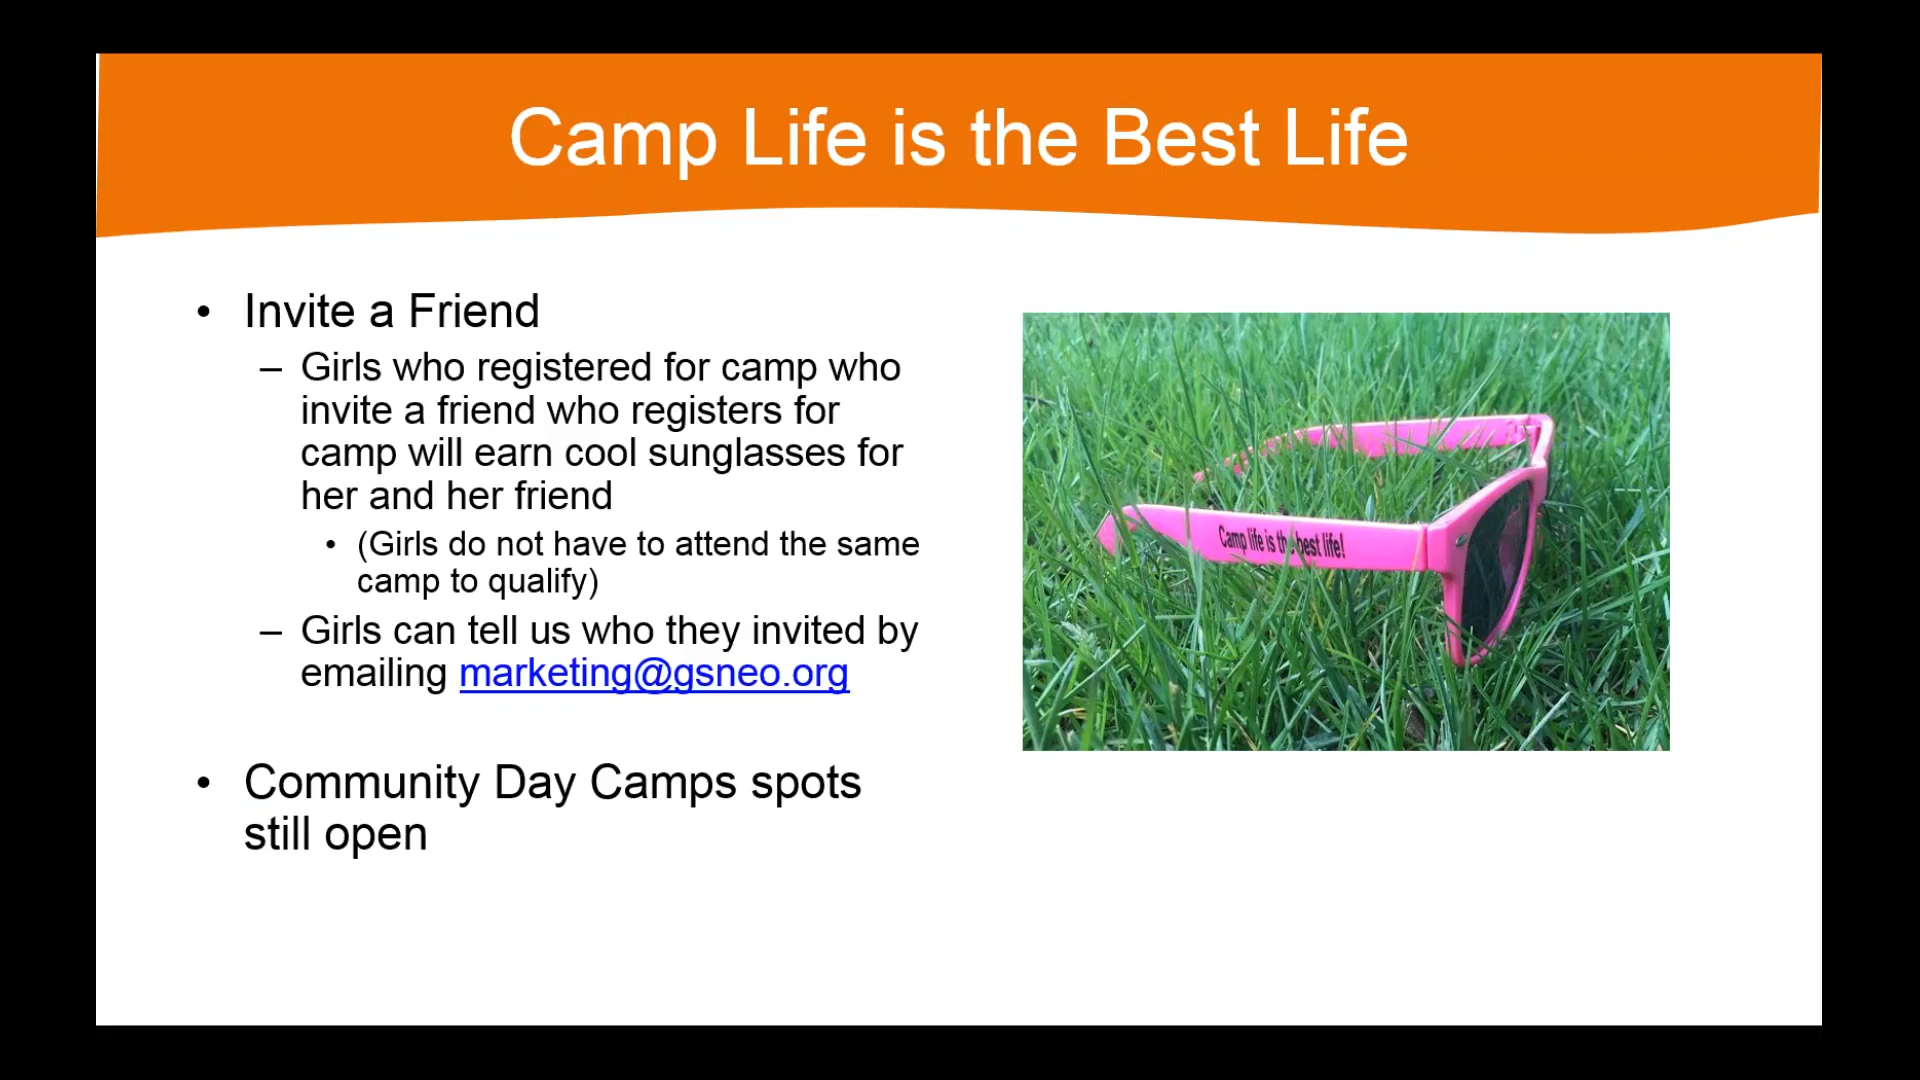 Camp Life is the Best Life
• Invite a Friend
– Girls who registered for camp who
invite a friend who registers for
camp will earn cool sunglasses for
her and her friend
• (Girls do not have to attend the same
camp to qualify)
– Girls can tell us who they invited by
emailing marketing@gsneo.org
• Community Day Camps spots
still open
Camp life is the best life!